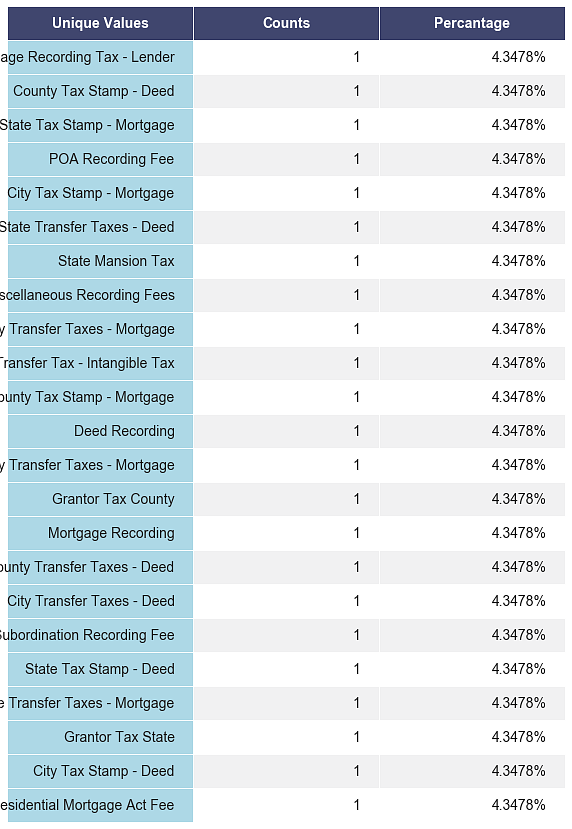 Unique Values Counts Percantage
age Recording Tax - Lender 1 4.3478%
County Tax Stamp - Deed 1 4.3478%
State Tax Stamp - Mortgage 1 4.3478%
POA Recording Fee 1 4.3478%
City Tax Stamp - Mortgage 1 4.3478%
State Transfer Taxes - Deed 1 4.3478%
State Mansion Tax 1 4.3478%
scellaneous Recording Fees 1 4.3478%
y Transfer Taxes - Mortgage 1 4.3478%
Transfer Tax - Intangible Tax 1 4.3478%
ounty Tax Stamp - Mortgage 1 4.3478%
Deed Recording 1 4.3478%
y Transfer Taxes - Mortgage 1 4.3478%
Grantor Tax County 1 4.3478%
Mortgage Recording 1 4.3478%
ounty Transfer Taxes - Deed 1 4.3478%
City Transfer Taxes - Deed 1 4.3478%
Subordination Recording Fee 1 4.3478%
State Tax Stamp - Deed 1 4.3478%
e Transfer Taxes - Mortgage 1 4.3478%
Grantor Tax State 1 4.3478%
City Tax Stamp - Deed 1 4.3478%
esidential Mortgage Act Fee 1 4.3478%